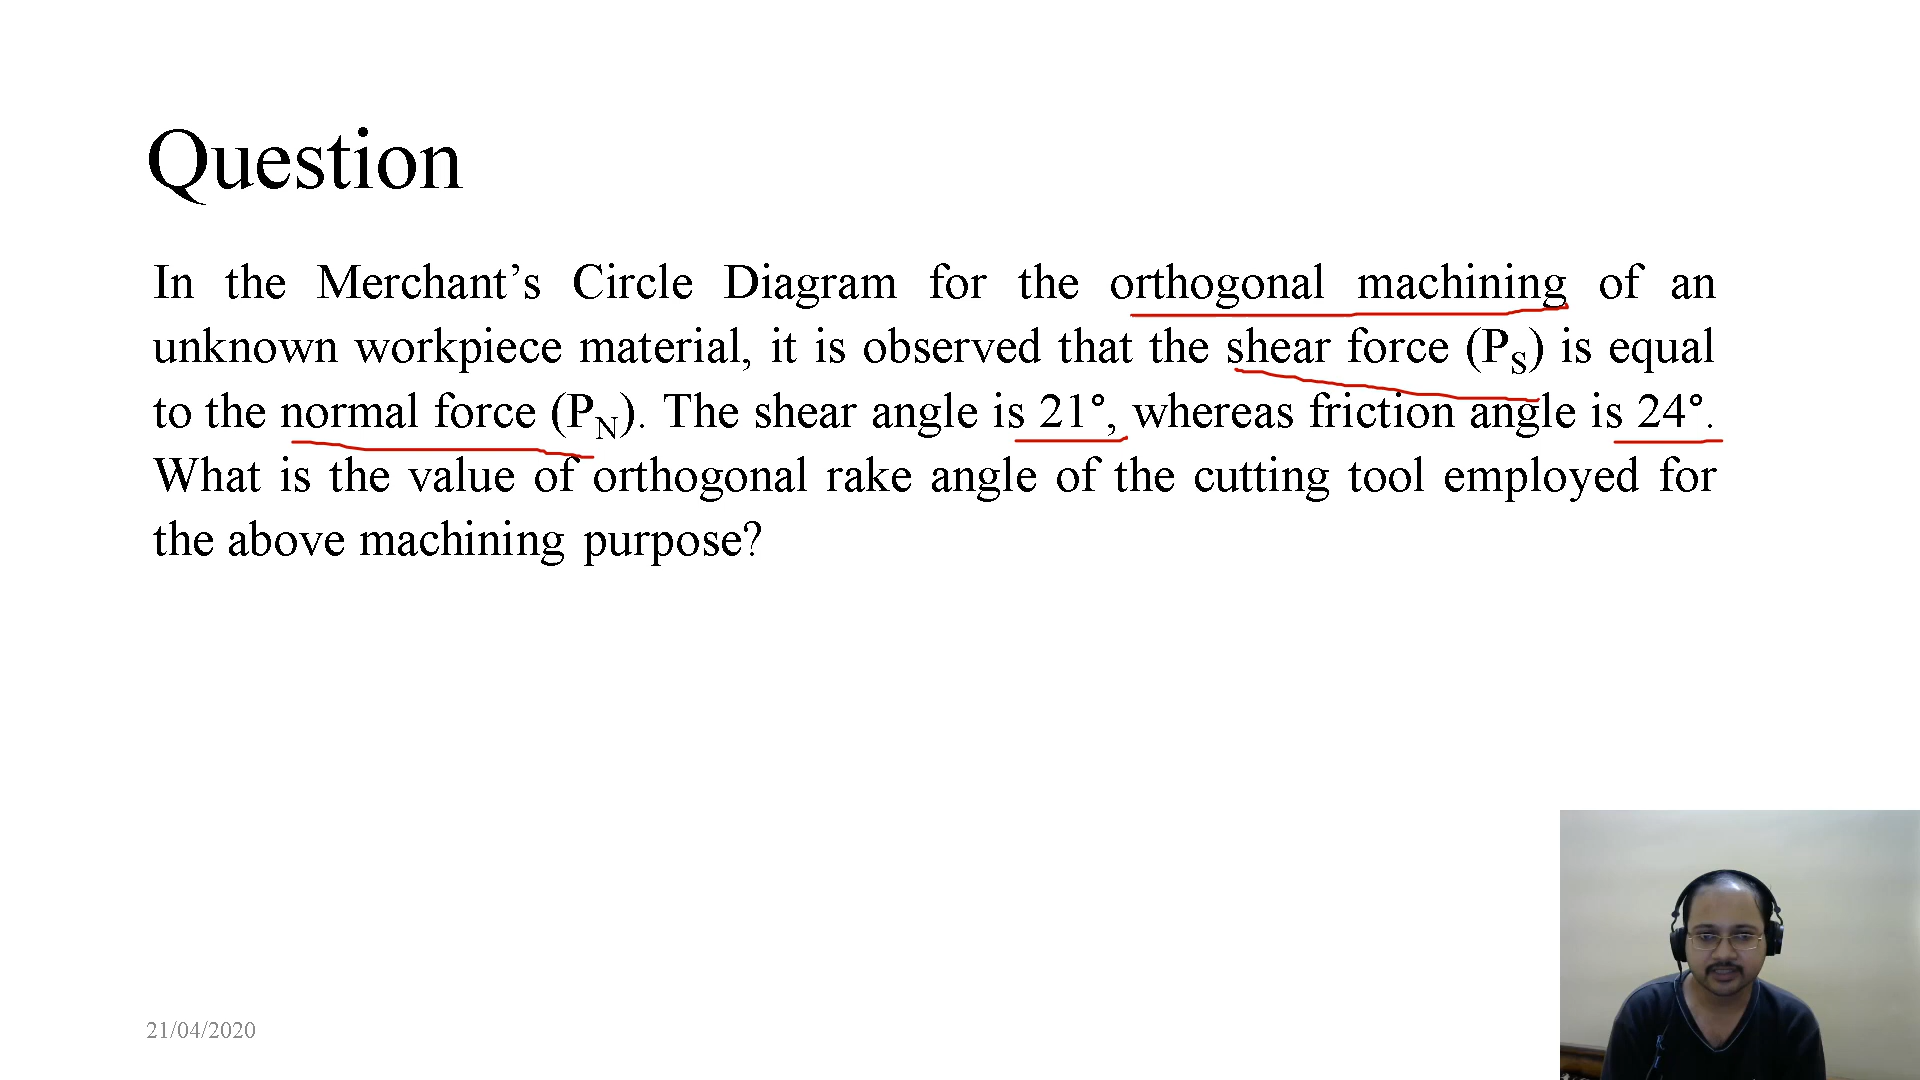 Question
In the Merchant’s Circle Diagram for the orthogonal machining of an
unknown workpiece material, it is observed that the shear force (PS) is equal
to the normal force (PN). The shear angle is 21°, whereas friction angle is 24°.
What is the value of orthogonal rake angle of the cutting tool employed for
the above machining purpose?
21/04/2020